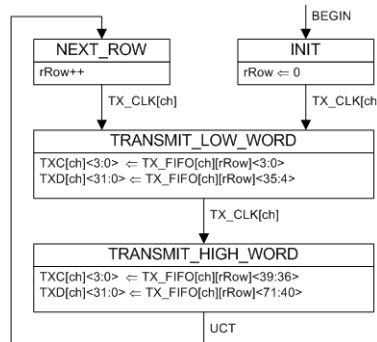 BEGIN
NEXT_ROW
rRow++
INIT
rRow ⇐ 0
TX_CLK[ch]
TX_CLK[ch
TRANSMIT_LOW_WORD
TXC[ch]<3:0> ⇐ TX_FIFO[ch][rRow]<3:0>
TXD[ch]<31:0> ⇐ TX_FIFO[ch][rRow]<35:4>
TX_CLK[ch]
TRANSMIT_HIGH_WORD
TXC[ch]<3:0> ⇐ TX_FIFO[ch][rRow]<39:36>
TXD[ch]<31:0> ⇐ TX_FIFO[ch][rRow]<71:40>
UCT